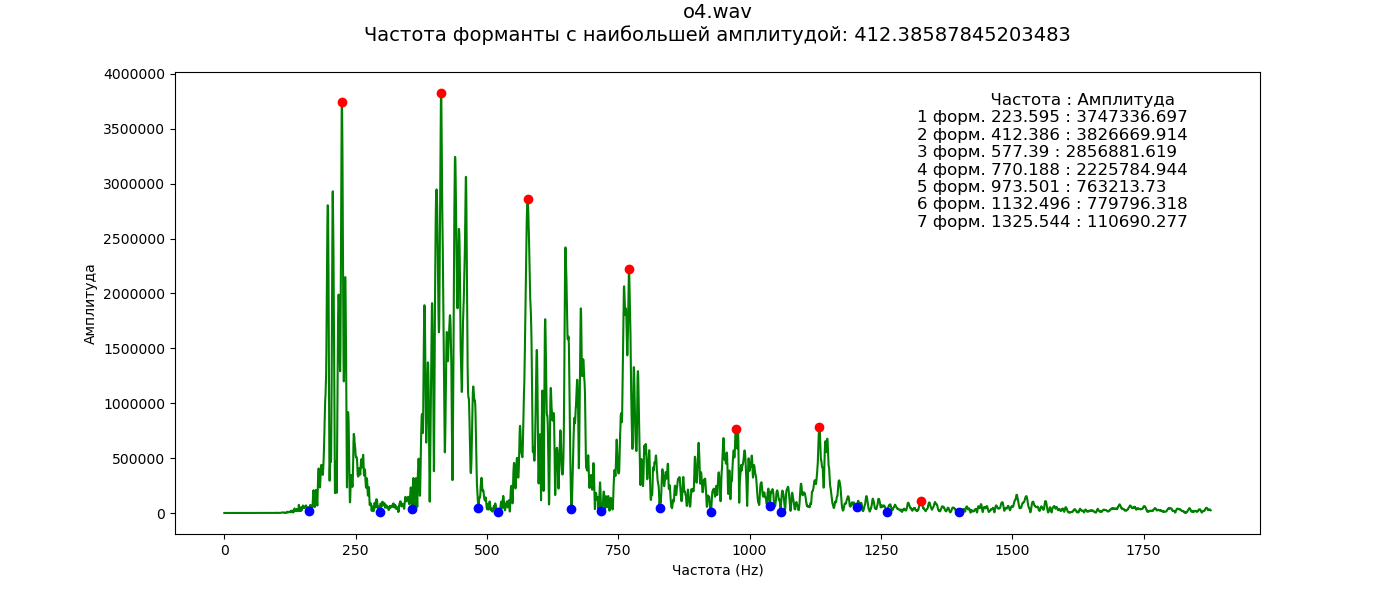 o4.wav
Частота форманты с наибольшей амплитудой: 412.38587845203483
Частота : Амплитуда
1 форм. 223.595 : 3747336.697
2 форм. 412.386 : 3826669.914
3 форм. 577.39 : 2856881.619
4 форм. 770.188 : 2225784.944
5 форм. 973.501 : 763213.73
6 форм. 1132.496 : 779796.318
7 форм. 1325.544 : 110690.277
Амплитуда
4000000
3500000
3000000
2500000
2000000
1500000
1000000
500000
0
0 250 500 750 1000 1250 1500 1750
Частота (Hz)